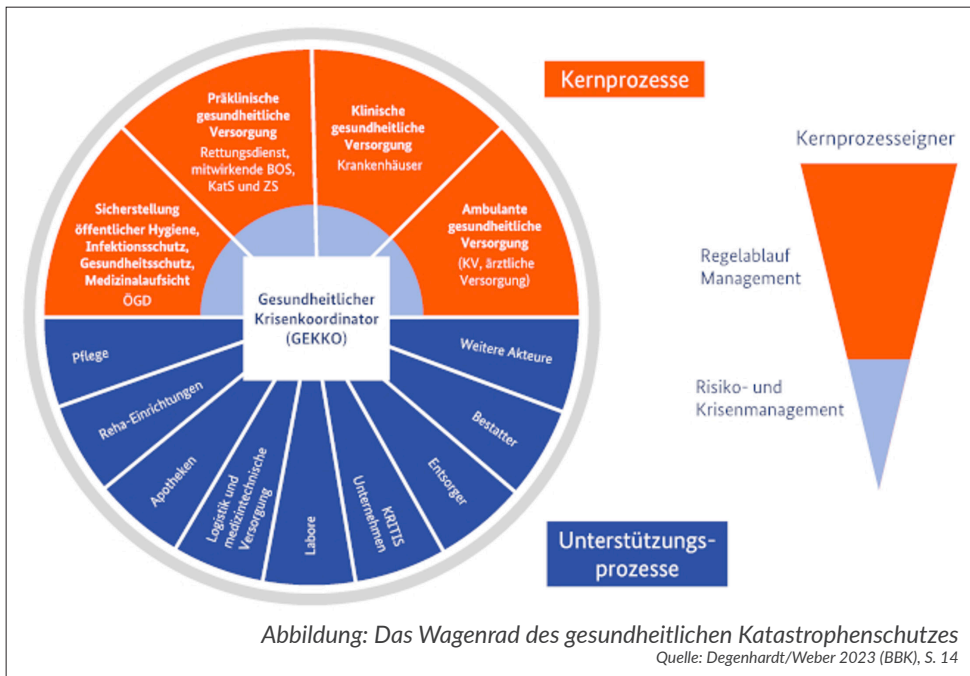 Präklinische
gesundheitliche
Versorgung
Rettungsdienst,
mitwirkende BOS,
KatS und ZS
Klinische
gesundheitliche
Versorgung
Krankenhäuser
Sicherstellung
öffentlicher Hygiene,
Infektionsschutz,
Gesundheitsschutz,
Medizinalaufsicht
ÖGD
Ambulante
gesundheitliche
Versorgung
(KV, ärztliche
Versorgung)
Gesundheitlicher
Krisenkoordinator
(GEKKO)
Pflege
Reha-Einrichtungen
Apotheken
Logistik und
medizintechnische
Versorgung
Labore
KRITIS
Unternehmen
Entsorger
Bestatter
Weitere Akteure
Kernprozesse
Kernprozesseigner
Regelablauf
Management
Risiko- und
Krisenmanagement
Unterstützungs-
prozesse
Abbildung: Das Wagenrad des gesundheitlichen Katastrophenschutzes
Quelle: Degenhardt/Weber 2023 (BBK), S. 14